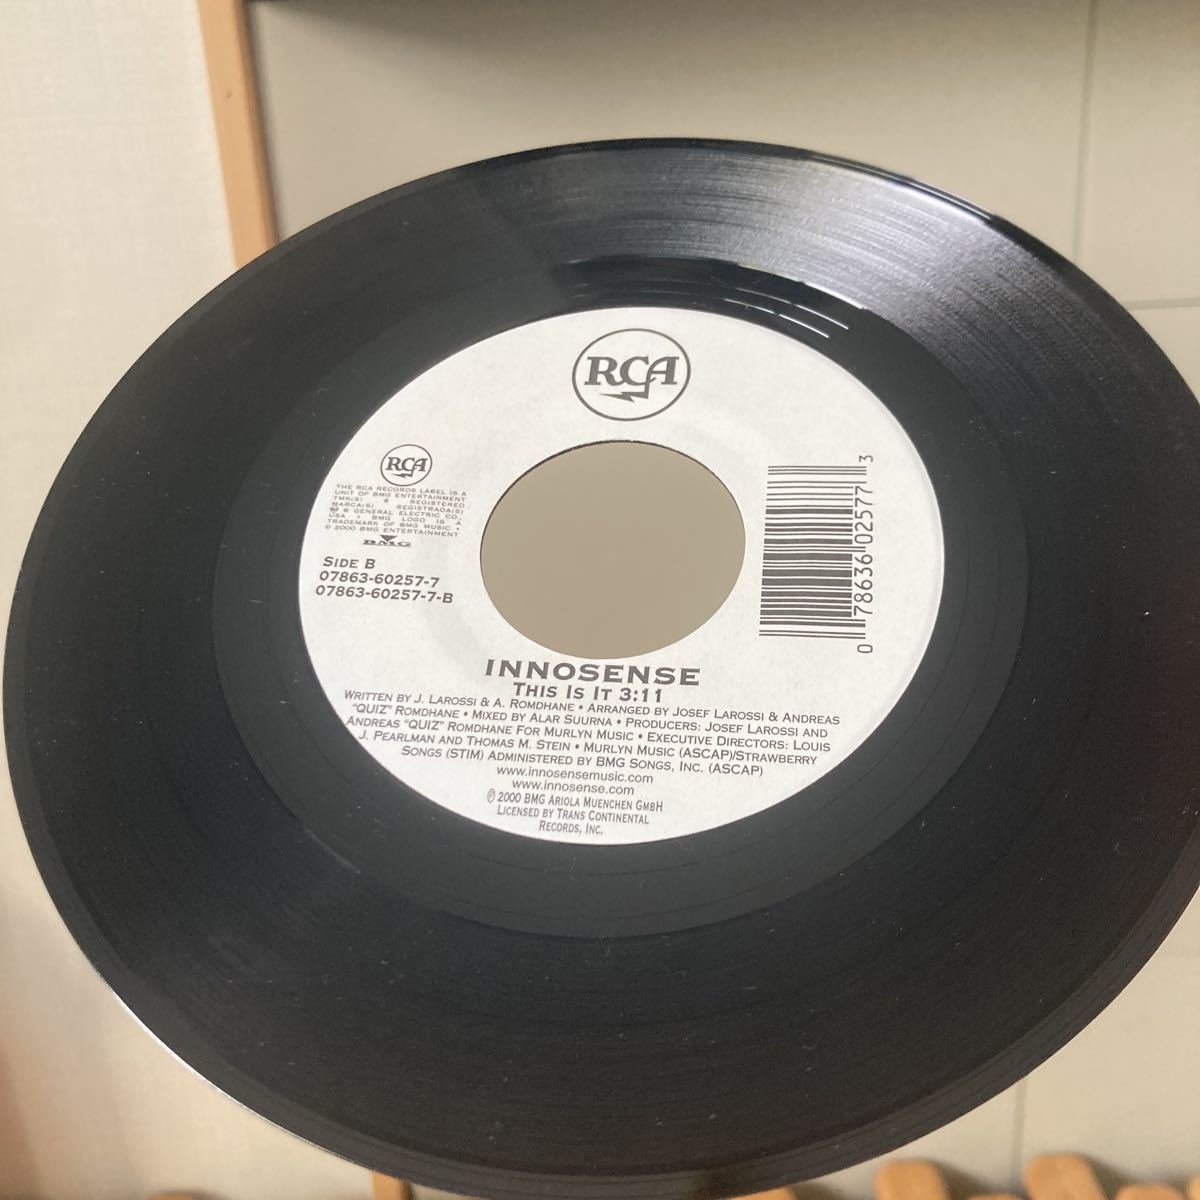 RCA
RCA
THE RCA RECORDS LABEL IS A
UNIT OF BMG ENTERTAINMENT
TMK(S) ® REGISTERED
MARCA(S) REGISTRADA(S)
® GENERAL ELECTRIC CO.,
USA • BMG LOGO IS A
TRADEMARK OF BMG MUSIC •
© 2000 BMG ENTERTAINMENT
BMG
SIDE B
07863-60257-7
07863-60257-7-B
0 78636 02577 3
INNOSENSE
THIS IS IT 3:11
WRITTEN BY J. LAROSSI & A. ROMDHANE • ARRANGED BY JOSEF LAROSSI & ANDREAS
"QUIZ" ROMDHANE • MIXED BY ALAR SUURNA • PRODUCERS: JOSEF LAROSSI AND
ANDREAS "QUIZ" ROMDHANE FOR MURLYN MUSIC • EXECUTIVE DIRECTORS: LOUIS
J. PEARLMAN AND THOMAS M. STEIN • MURLYN MUSIC (ASCAP)/STRAWBERRY
SONGS (STIM) ADMINISTERED BY BMG SONGS, INC. (ASCAP)
www.innosensemusic.com
www.innosense.com
℗ 2000 BMG ARIOLA MUENCHEN GMBH
LICENSED BY TRANS CONTINENTAL
RECORDS, INC.